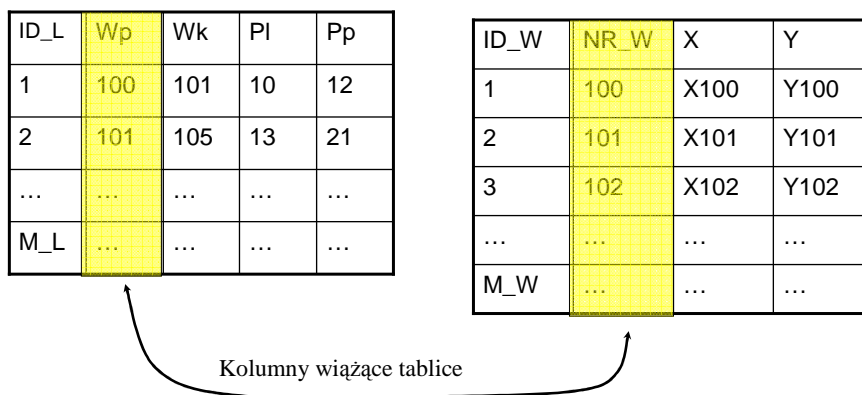 ID_L Wp Wk Pl Pp
1 100 101 10 12
2 101 105 13 21
... ... ... ... ...
M_L ... ... ... ...
ID_W NR_W X Y
1 100 X100 Y100
2 101 X101 Y101
3 102 X102 Y102
... ... ... ...
M_W ... ... ...
Kolumny wiążące tablice